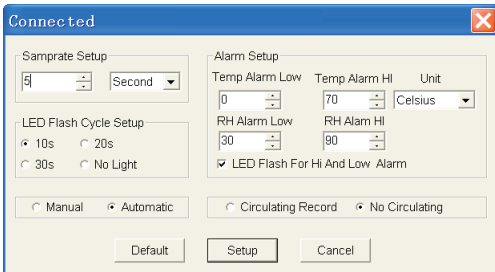 Connected
Samprate Setup
5 Second
LED Flash Cycle Setup
10s 20s
30s No Light
Manual Automatic
Alarm Setup
Temp Alarm Low Temp Alarm HI Unit
0 70 Celsius
RH Alarm Low RH Alam HI
30 90
LED Flash For Hi And Low Alarm
Circulating Record No Circulating
Default Setup Cancel